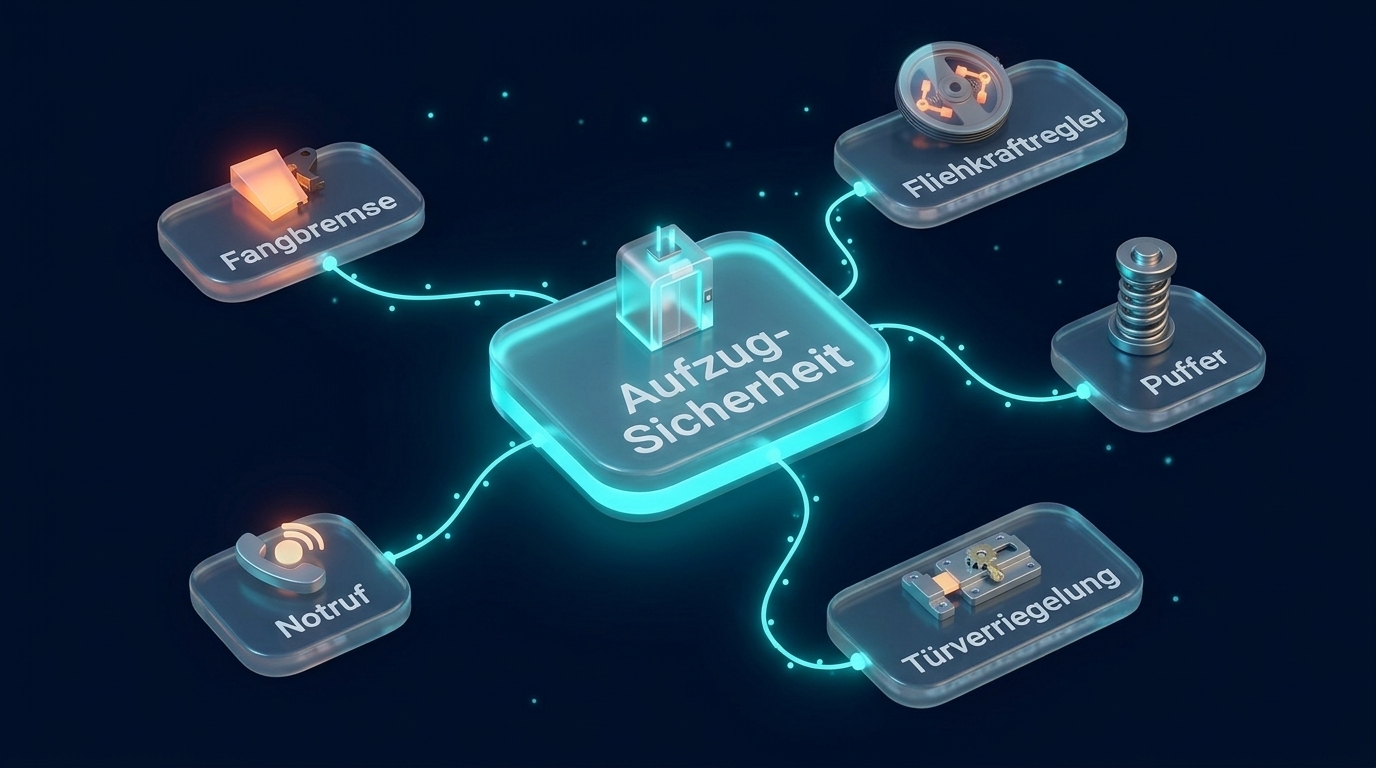 Fliehkraftregler
Fangbremse
Aufzug-
Sicherheit
Puffer
Notruf
Türverriegelung